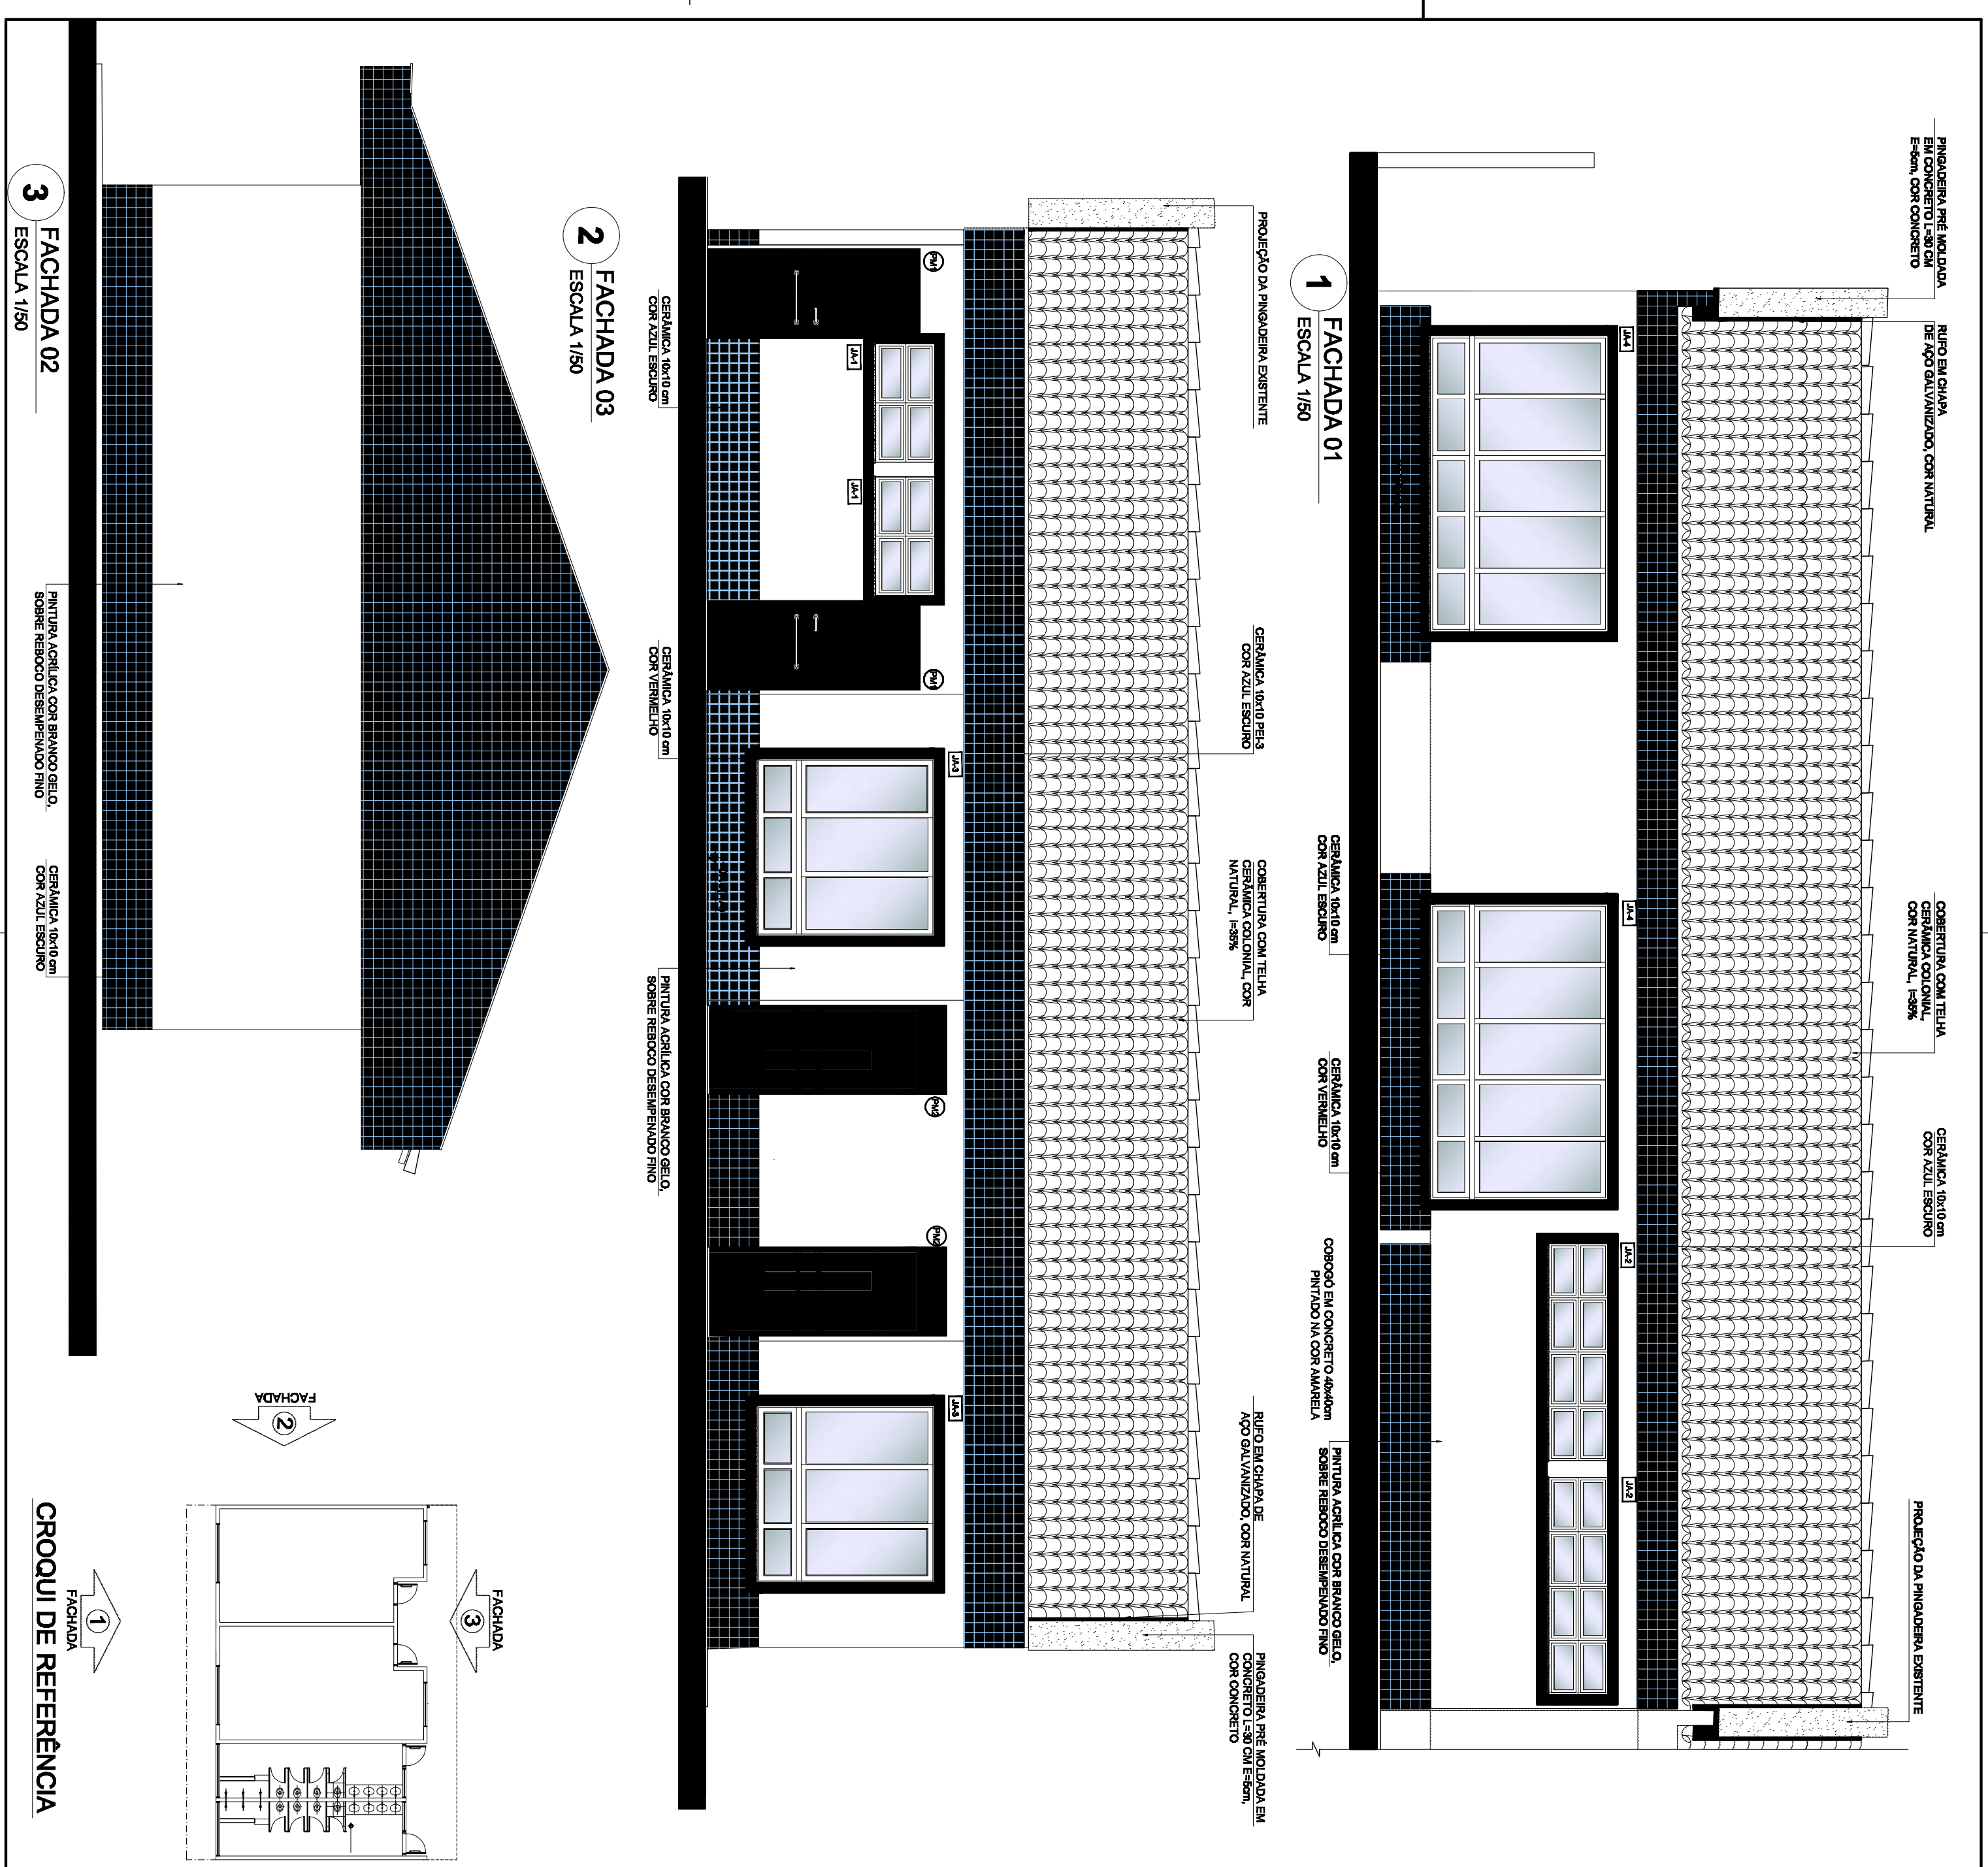 PINGADEIRA PRÉ MOLDADA
EM CONCRETO L=30 CM
E=5cm, COR CONCRETO
RUFO EM CHAPA
DE AÇO GALVANIZADO, COR NATURAL
COBERTURA COM TELHA
CERÂMICA COLONIAL,
COR NATURAL, i=35%
CERÂMICA 10x10 cm
COR AZUL ESCURO
PROJEÇÃO DA PINGADEIRA EXISTENTE
JA-4
JA-4
JA-2
JA-2
1
FACHADA 01
ESCALA 1/50
CERÂMICA 10x10 cm
COR AZUL ESCURO
CERÂMICA 10x10 cm
COR VERMELHO
COBOGÓ EM CONCRETO 40x40cm
PINTADO NA COR AMARELA
PINTURA ACRÍLICA COR BRANCO GELO,
SOBRE REBOCO DESEMPENADO FINO
PROJEÇÃO DA PINGADEIRA EXISTENTE
CERÂMICA 10x10 PEI-3
COR AZUL ESCURO
COBERTURA COM TELHA
CERÂMICA COLONIAL, COR
NATURAL, i=35%
RUFO EM CHAPA DE
AÇO GALVANIZADO, COR NATURAL
PINGADEIRA PRÉ MOLDADA EM
CONCRETO L=30 CM E=5cm,
COR CONCRETO
PM1
JA-1
JA-1
PM1
JA-3
PM2
PM2
JA-3
2
FACHADA 03
ESCALA 1/50
CERÂMICA 10x10 cm
COR AZUL ESCURO
CERÂMICA 10x10 cm
COR VERMELHO
PINTURA ACRÍLICA COR BRANCO GELO,
SOBRE REBOCO DESEMPENADO FINO
3
FACHADA 02
ESCALA 1/50
PINTURA ACRÍLICA COR BRANCO GELO,
SOBRE REBOCO DESEMPENADO FINO
CERÂMICA 10x10 cm
COR AZUL ESCURO
FACHADA
2
FACHADA
3
1
FACHADA
CROQUI DE REFERÊNCIA